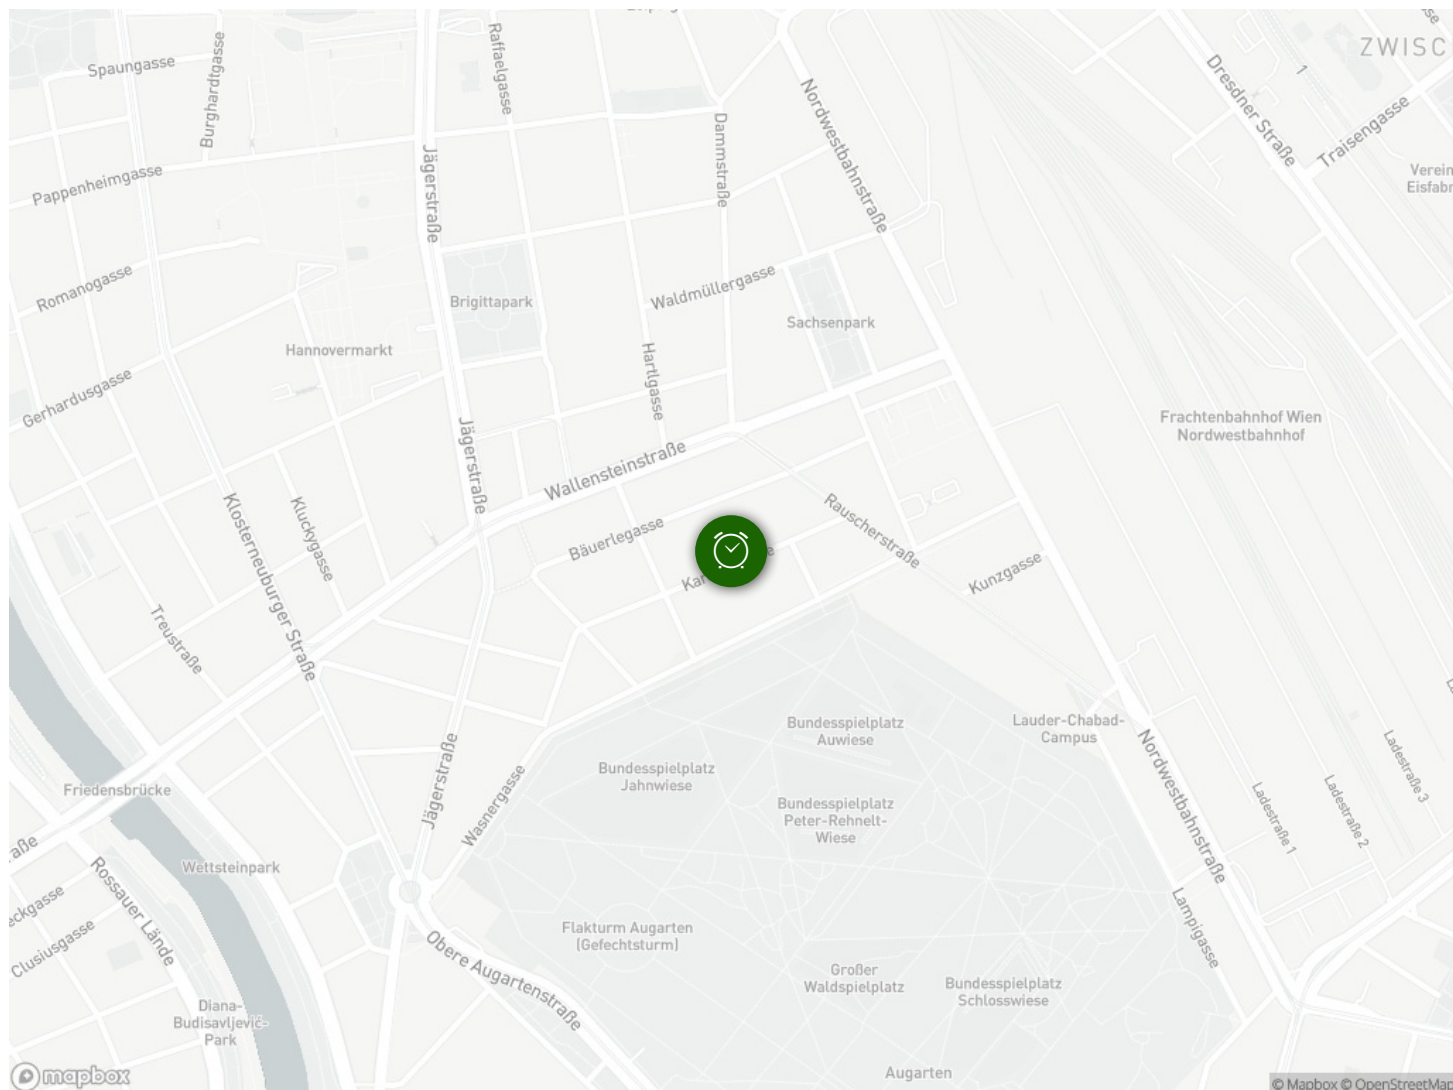 Spaungasse
Burghardtgasse
Raffaelgasse
Nordwestbahnstraße
Dresdner Straße
1
ZWISC
Traisengasse
Verein
Eisfabr
Pappenheimgasse
Jägerstraße
Dammstraße
Romanogasse
Brigittapark
Waldmüllergasse
Sachsenpark
Hannovermarkt
Hartlgasse
Gerhardusgasse
Jägerstraße
Wallensteinstraße
Frachtenbahnhof Wien
Nordwestbahnhof
Klosterneuburger Straße
Kluckygasse
Bäuerlegasse
Rauscherstraße
Kunzgasse
Treustraße
Bundesspielplatz
Auwiese
Lauder-Chabad-
Campus
Bundesspielplatz
Jahnwiese
Nordwestbahnstraße
Ladestraße 3
Ladestraße 2
Ladestraße 1
Friedensbrücke
Jägerstraße
Wasnergasse
Bundesspielplatz
Peter-Rehnelt-
Wiese
Wettsteinpark
Rossauer Lände
aße
eckgasse
Clusiusgasse
Flakturm Augarten
(Gefechtsturm)
Obere Augartenstraße
Lampigasse
Großer
Waldspielplatz
Bundesspielplatz
Schlosswiese
Diana-
Budisavljević-
Park
Augarten
mapbox
© Mapbox © OpenStreetMap